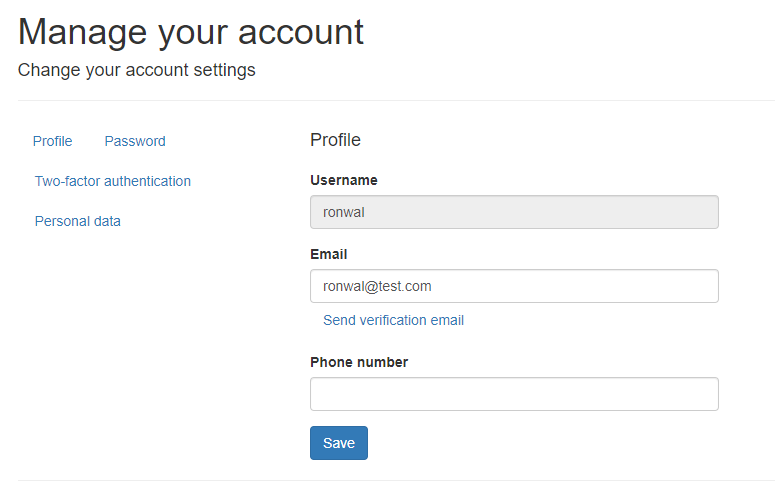 Manage your account
Change your account settings
Profile Password
Two-factor authentication
Personal data
Profile
Username
ronwal
Email
ronwal@test.com
Send verification email
Phone number
Save